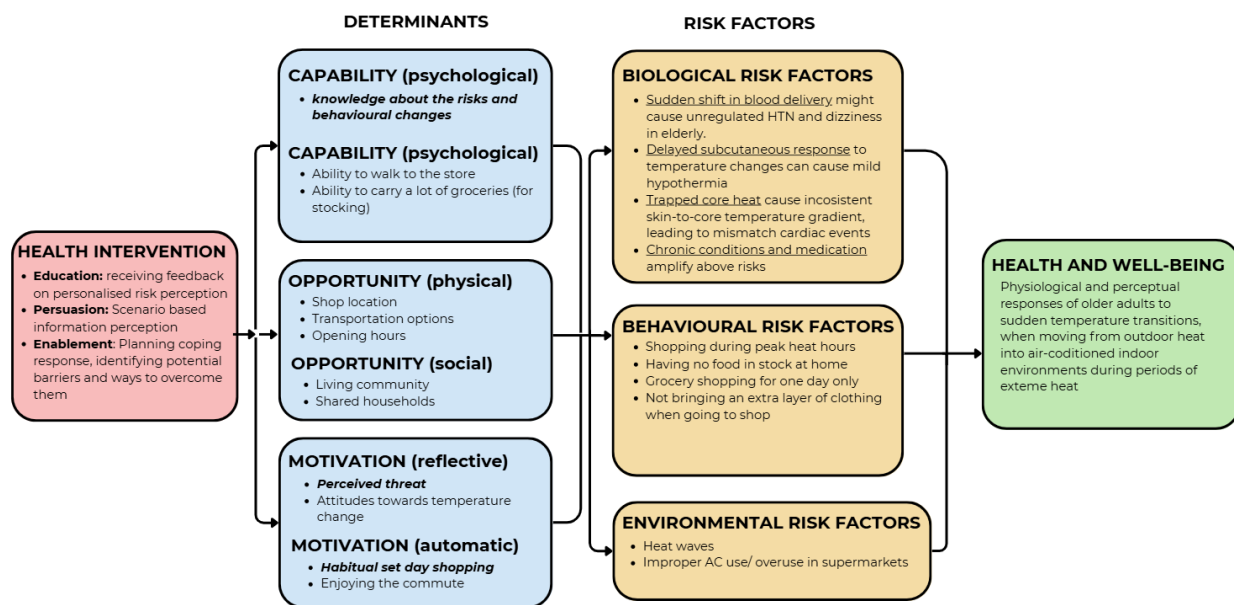 DETERMINANTS
RISK FACTORS
HEALTH INTERVENTION
• Education: receiving feedback
on personalised risk perception
• Persuasion: Scenario based
information perception
• Enablement: Planning coping
response, identifying potential
barriers and ways to overcome
them
CAPABILITY (psychological)
• knowledge about the risks and
behavioural changes
CAPABILITY (psychological)
• Ability to walk to the store
• Ability to carry a lot of groceries (for
stocking)
OPPORTUNITY (physical)
• Shop location
• Transportation options
• Opening hours
OPPORTUNITY (social)
• Living community
• Shared households
MOTIVATION (reflective)
• Perceived threat
• Attitudes towards temperature
change
MOTIVATION (automatic)
• Habitual set day shopping
• Enjoying the commute
BIOLOGICAL RISK FACTORS
• Sudden shift in blood delivery might
cause unregulated HTN and dizziness
in elderly.
• Delayed subcutaneous response to
temperature changes can cause mild
hypothermia
• Trapped core heat cause incosistent
skin-to-core temperature gradient,
leading to mismatch cardiac events
• Chronic conditions and medication
amplify above risks
BEHAVIOURAL RISK FACTORS
• Shopping during peak heat hours
• Having no food in stock at home
• Grocery shopping for one day only
• Not bringing an extra layer of clothing
when going to shop
ENVIRONMENTAL RISK FACTORS
• Heat waves
• Improper AC use/ overuse in supermarkets
HEALTH AND WELL-BEING
Physiological and perceptual
responses of older adults to
sudden temperature transitions,
when moving from outdoor heat
into air-coditioned indoor
environments during periods of
exteme heat